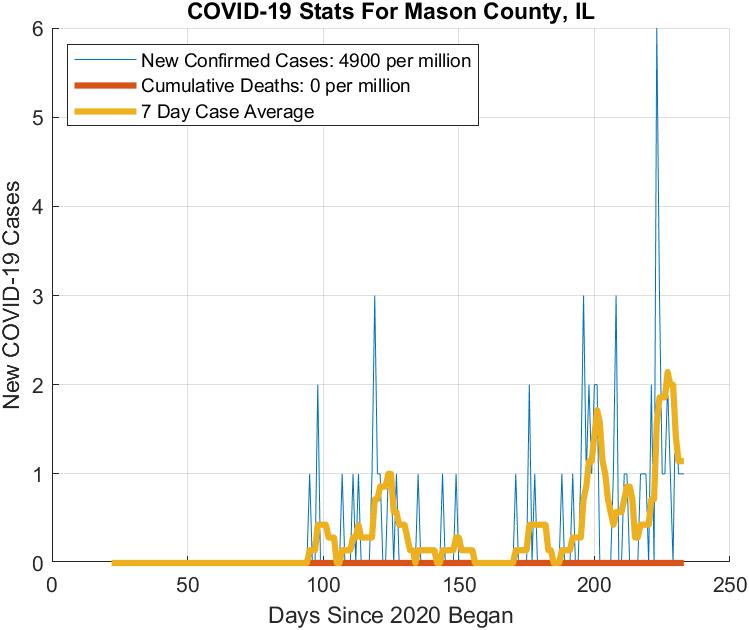 COVID-19 Stats For Mason County, IL
New Confirmed Cases: 4900 per million
Cumulative Deaths: 0 per million
7 Day Case Average
New COVID-19 Cases
6
5
4
3
2
1
0
0 50 100 150 200 250
Days Since 2020 Began